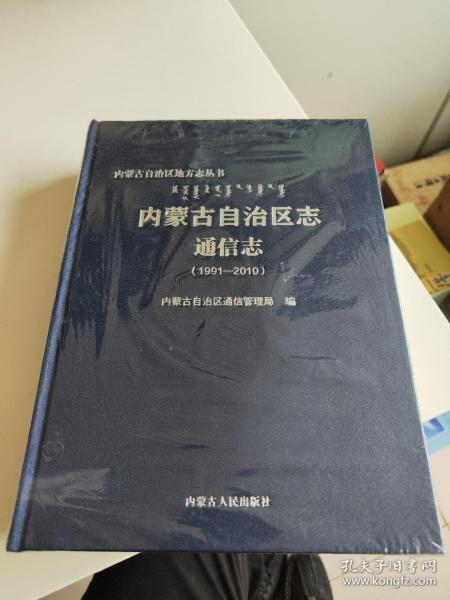 内蒙古自治区地方志丛书
内蒙古自治区志
通信志
（1991—2010）
内蒙古自治区通信管理局 编
内蒙古人民出版社
孔夫子旧书网
www.kongfz.com